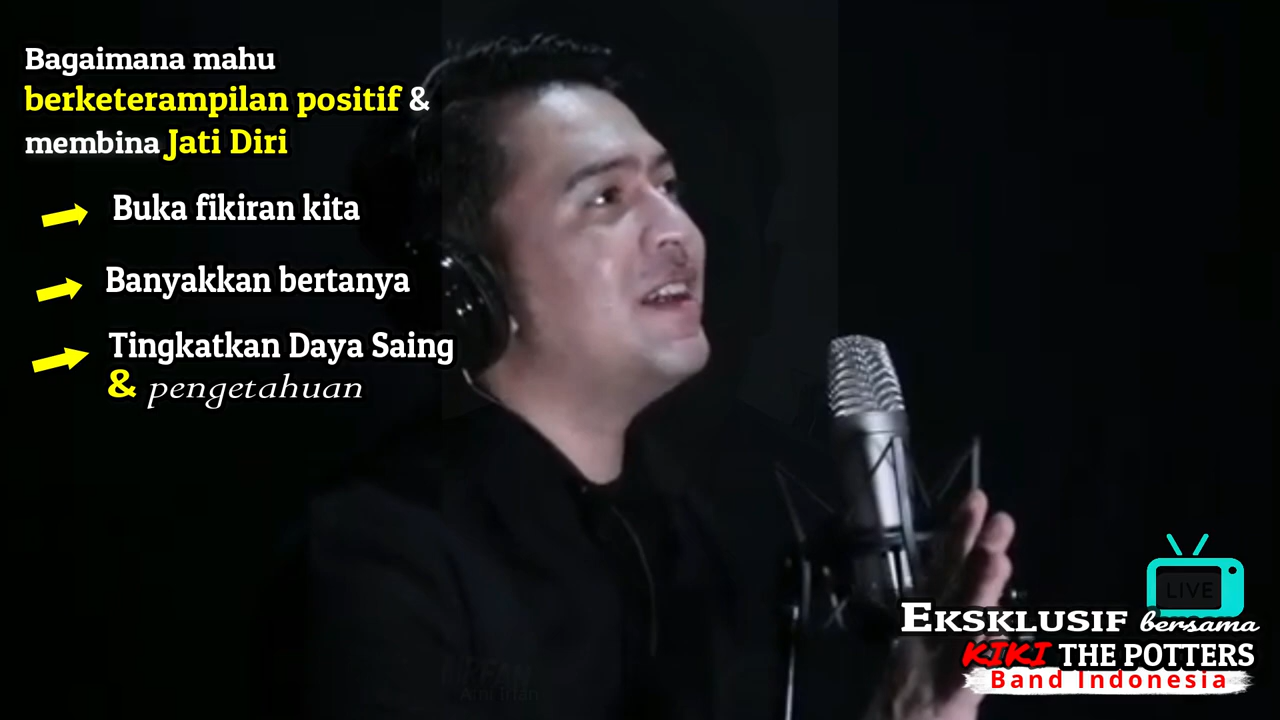 Bagaimana mahu
berketerampilan positif &
membina Jati Diri
Buka fikiran kita
Banyakkan bertanya
Tingkatkan Daya Saing
& pengetahuan
LIVE
EKSKLUSIF bersama
KIKI THE POTTERS
Band Indonesia